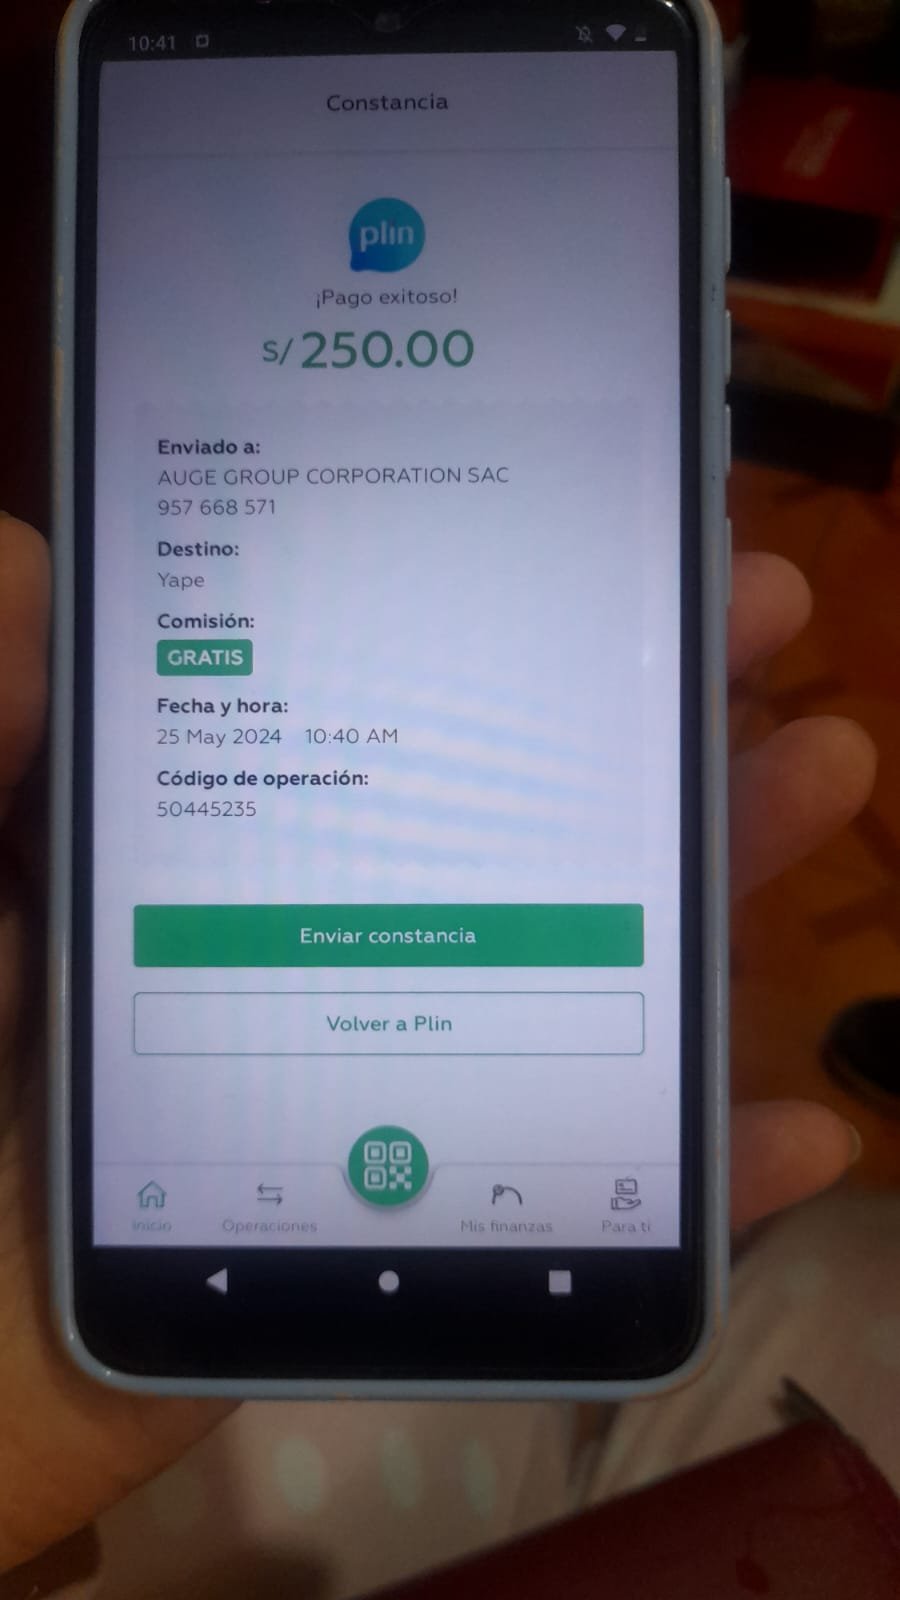 10:41
Constancia
plin
¡Pago exitoso!
S/ 250.00
Enviado a:
AUGE GROUP CORPORATION SAC
957 668 571
Destino:
Yape
Comisión:
GRATIS
Fecha y hora:
25 May 2024 10:40 AM
Código de operación:
50445235
Enviar constancia
Volver a Plin
Inicio
Operaciones
Mis finanzas
Para ti